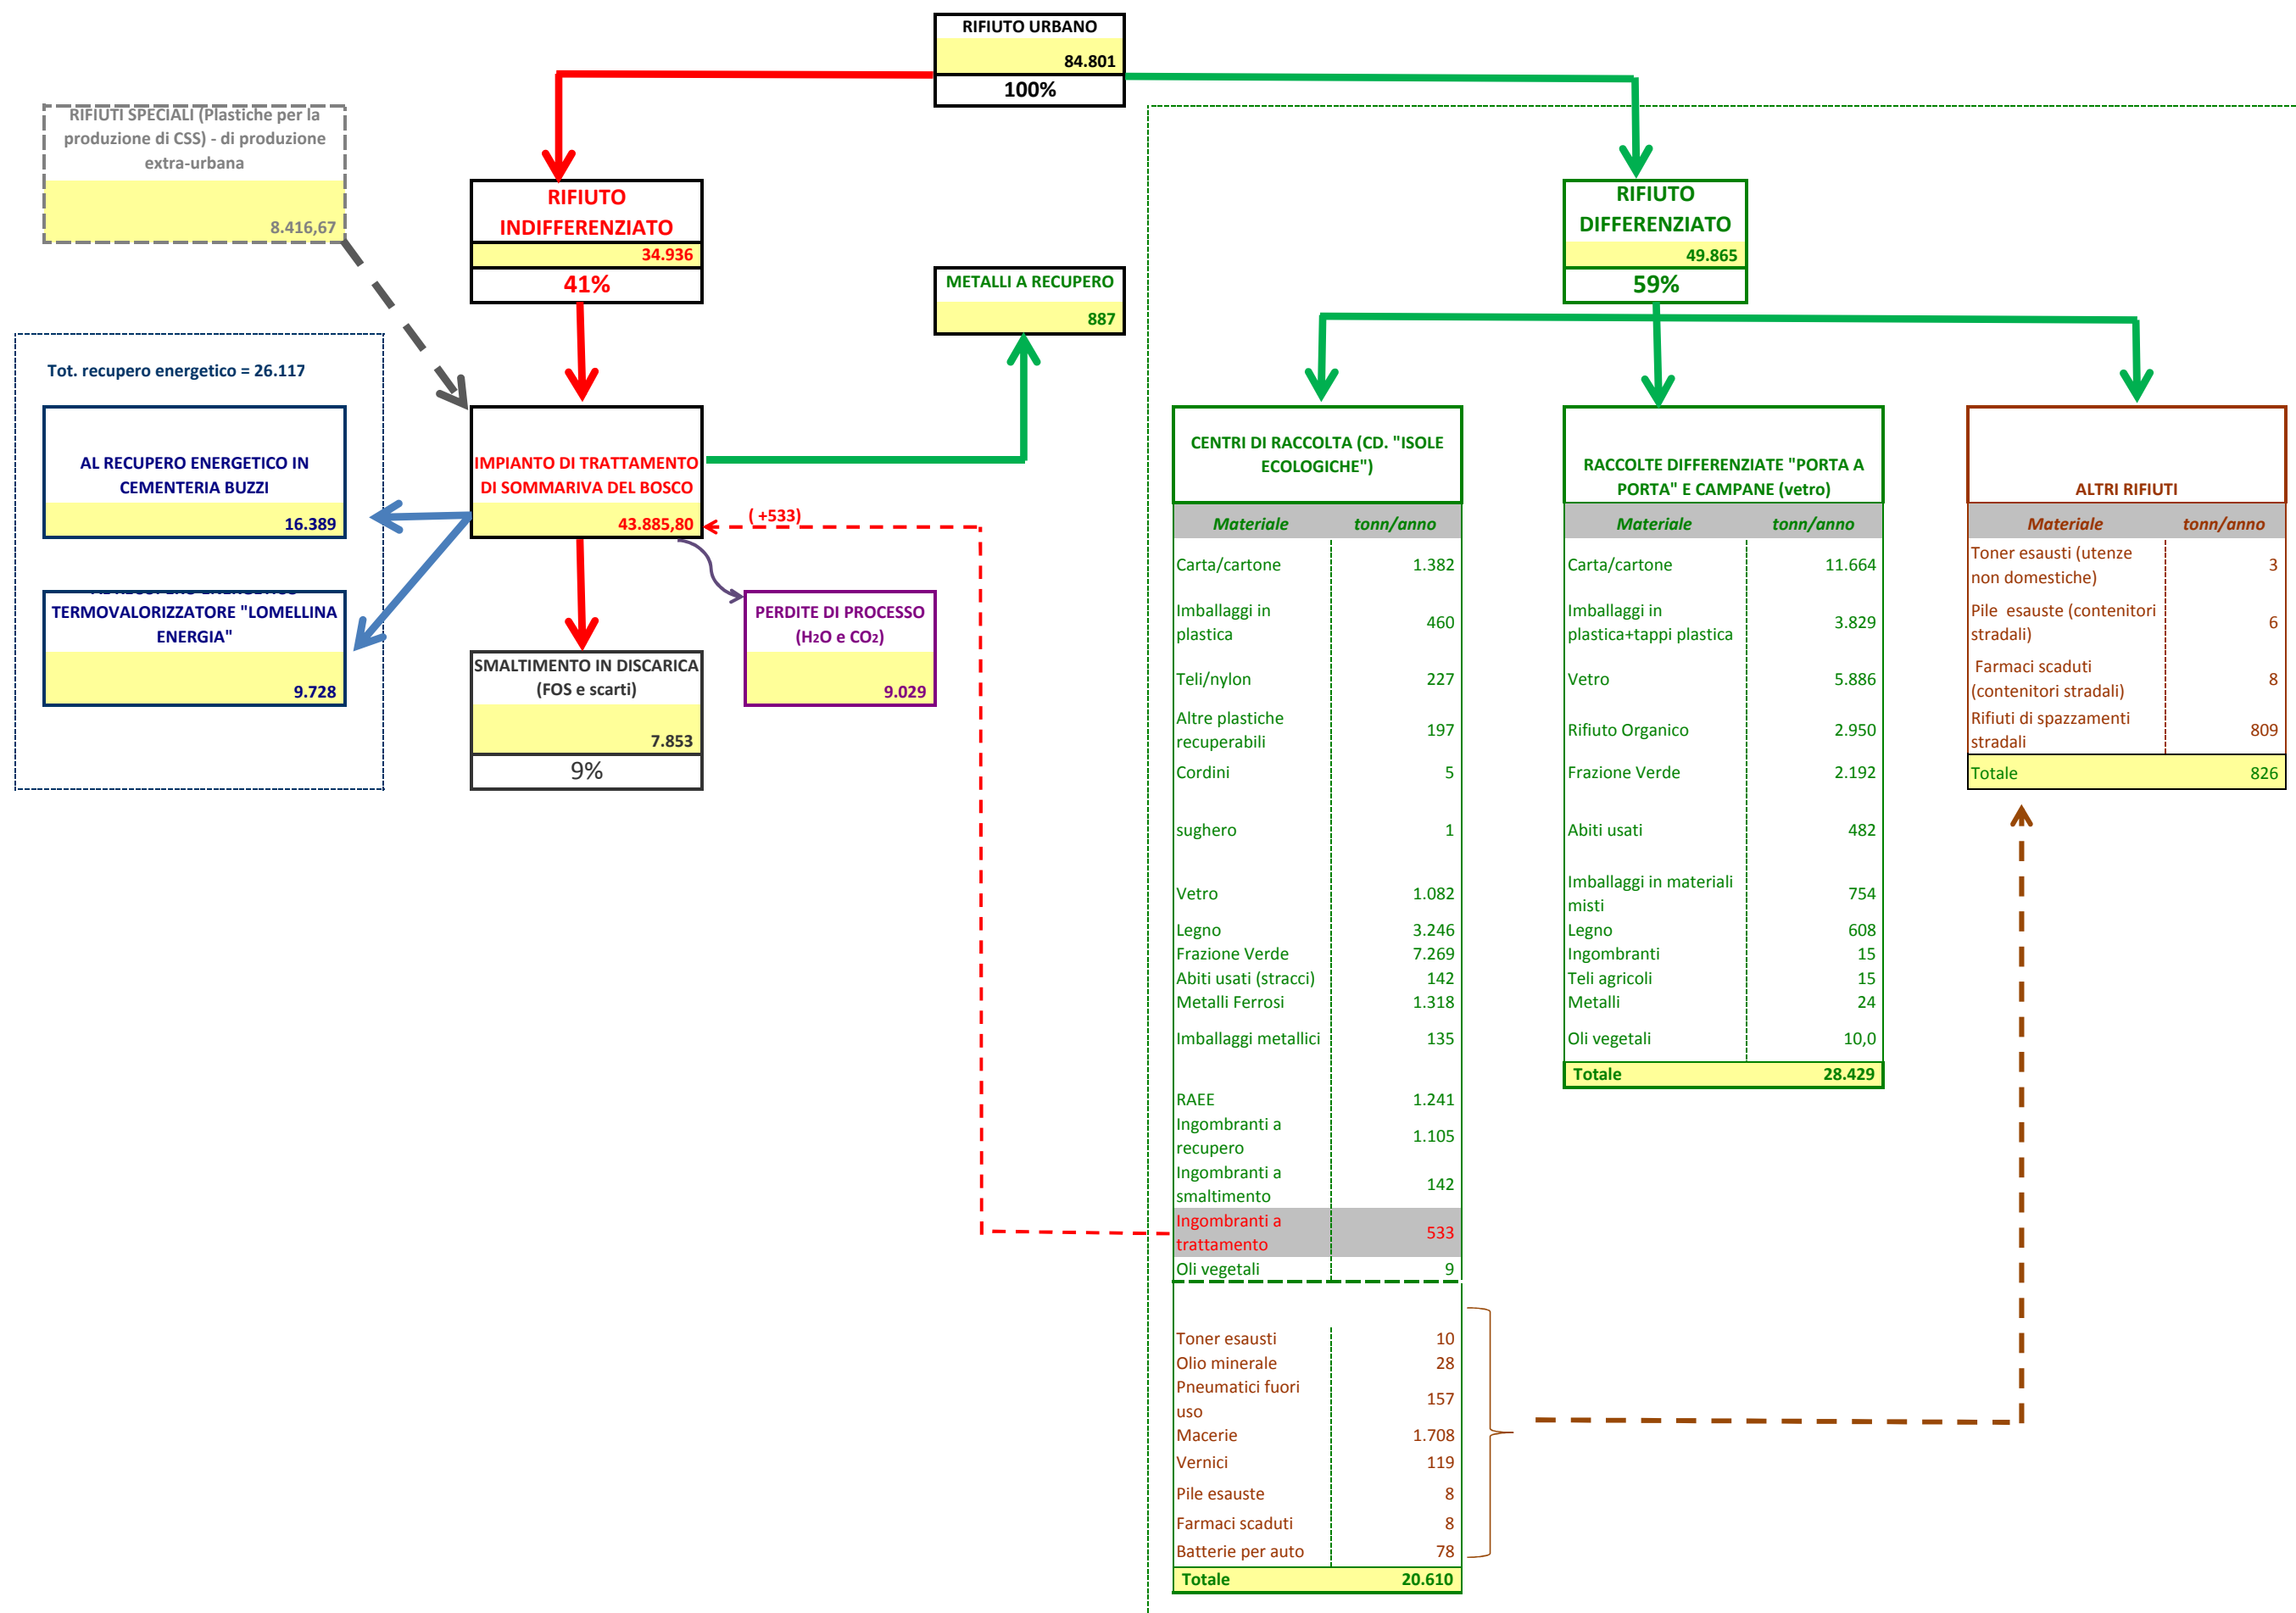 RIFIUTO URBANO
84.801
100%
RIFIUTI SPECIALI (Plastiche per la
produzione di CSS) - di produzione
extra-urbana
8.416,67
RIFIUTO
INDIFFERENZIATO
34.936
41%
RIFIUTO
DIFFERENZIATO
49.865
59%
METALLI A RECUPERO
887
Tot. recupero energetico = 26.117
AL RECUPERO ENERGETICO IN
CEMENTERIA BUZZI
16.389
IMPIANTO DI TRATTAMENTO
DI SOMMARIVA DEL BOSCO
43.885,80
( +533)
AL RECUPERO ENERGETICO
TERMOVALORIZZATORE "LOMELLINA
ENERGIA"
9.728
PERDITE DI PROCESSO
(H2O e CO2)
9.029
SMALTIMENTO IN DISCARICA
(FOS e scarti)
7.853
9%
CENTRI DI RACCOLTA (CD. "ISOLE
ECOLOGICHE")
Materiale tonn/anno
Carta/cartone 1.382
Imballaggi in
plastica 460
Teli/nylon 227
Altre plastiche
recuperabili 197
Cordini 5
sughero 1
Vetro 1.082
Legno 3.246
Frazione Verde 7.269
Abiti usati (stracci) 142
Metalli Ferrosi 1.318
Imballaggi metallici 135
RAEE 1.241
Ingombranti a
recupero 1.105
Ingombranti a
smaltimento 142
Ingombranti a
trattamento 533
Oli vegetali 9
Toner esausti 10
Olio minerale 28
Pneumatici fuori
uso 157
Macerie 1.708
Vernici 119
Pile esauste 8
Farmaci scaduti 8
Batterie per auto 78
Totale 20.610
RACCOLTE DIFFERENZIATE "PORTA A
PORTA" E CAMPANE (vetro)
Materiale tonn/anno
Carta/cartone 11.664
Imballaggi in
plastica+tappi plastica 3.829
Vetro 5.886
Rifiuto Organico 2.950
Frazione Verde 2.192
Abiti usati 482
Imballaggi in materiali
misti 754
Legno 608
Ingombranti 15
Teli agricoli 15
Metalli 24
Oli vegetali 10,0
Totale 28.429
ALTRI RIFIUTI
Materiale tonn/anno
Toner esausti (utenze
non domestiche) 3
Pile esauste (contenitori
stradali) 6
Farmaci scaduti
(contenitori stradali) 8
Rifiuti di spazzamenti
stradali 809
Totale 826